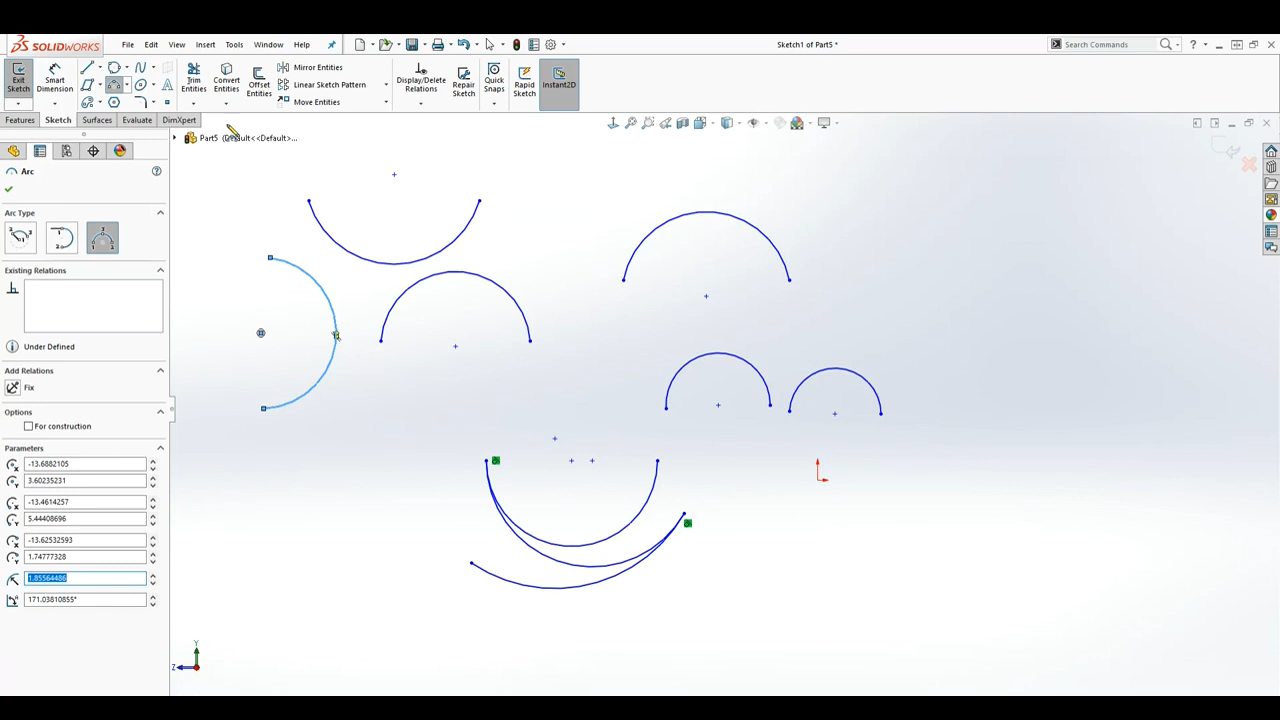 SOLIDWORKS
File Edit View Insert Tools Window Help
Sketch1 of Part5 *
Search Commands
Exit Sketch
Smart Dimension
Trim Entities
Convert Entities
Offset Entities
Mirror Entities
Linear Sketch Pattern
Move Entities
Display/Delete Relations
Repair Sketch
Quick Snaps
Rapid Sketch
Instant2D
Features Sketch Surfaces Evaluate DimXpert
Part5 (Default<<Default>...
Arc
Arc Type
Existing Relations
Under Defined
Add Relations
Fix
Options
For construction
Parameters
-13.6882105
3.60235231
-13.4614257
5.44408696
-13.62532593
1.74777328
1.85564486
171.03810855°
Y
Z